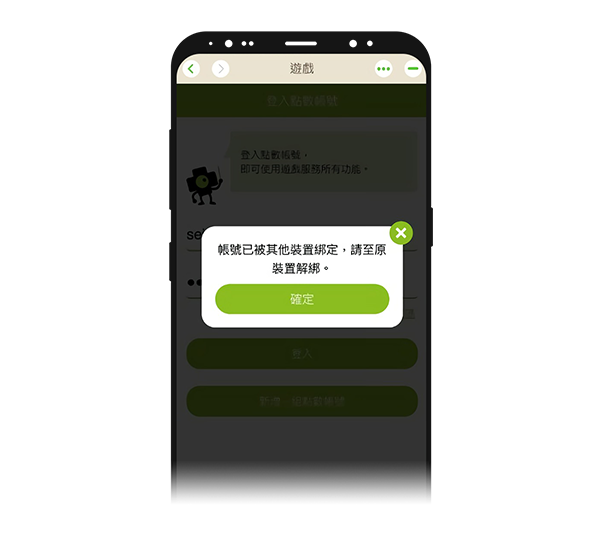 遊戲
登入點數帳號
登入點數帳號，
即可使用遊戲服務所有功能。
帳號已被其他裝置綁定，請至原
裝置解綁。
確定
登入